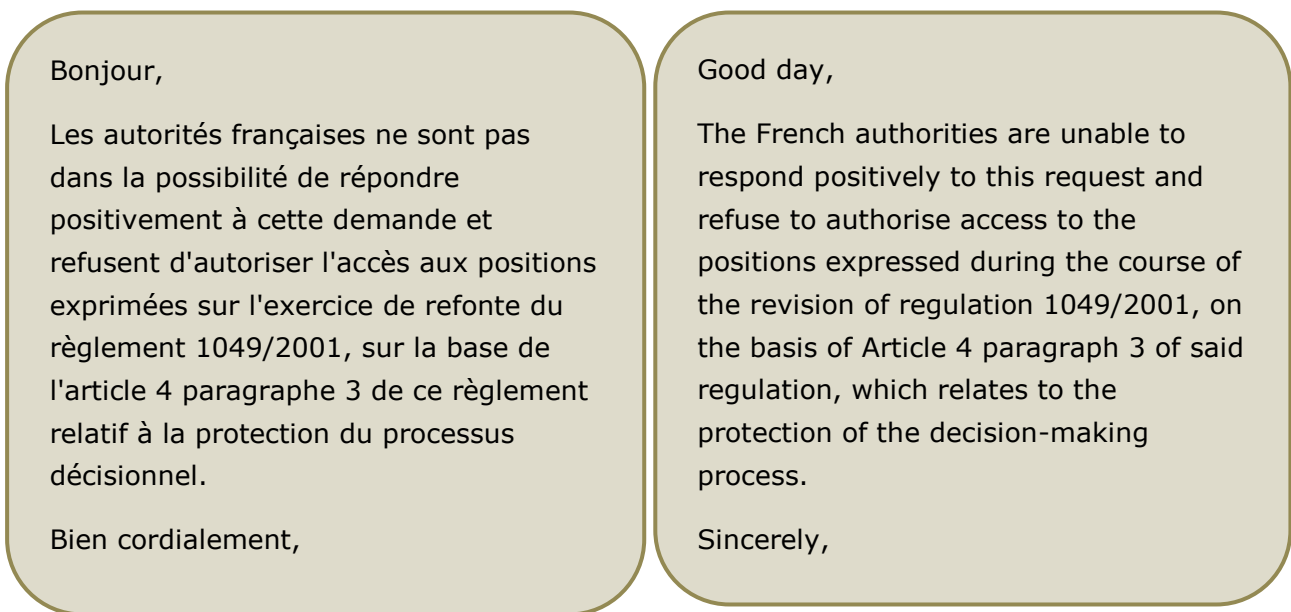 Bonjour,
Les autorités françaises ne sont pas
dans la possibilité de répondre
positivement à cette demande et
refusent d'autoriser l'accès aux positions
exprimées sur l'exercice de refonte du
règlement 1049/2001, sur la base de
l'article 4 paragraphe 3 de ce règlement
relatif à la protection du processus
décisionnel.
Bien cordialement,
Good day,
The French authorities are unable to
respond positively to this request and
refuse to authorise access to the
positions expressed during the course of
the revision of regulation 1049/2001, on
the basis of Article 4 paragraph 3 of said
regulation, which relates to the
protection of the decision-making
process.
Sincerely,